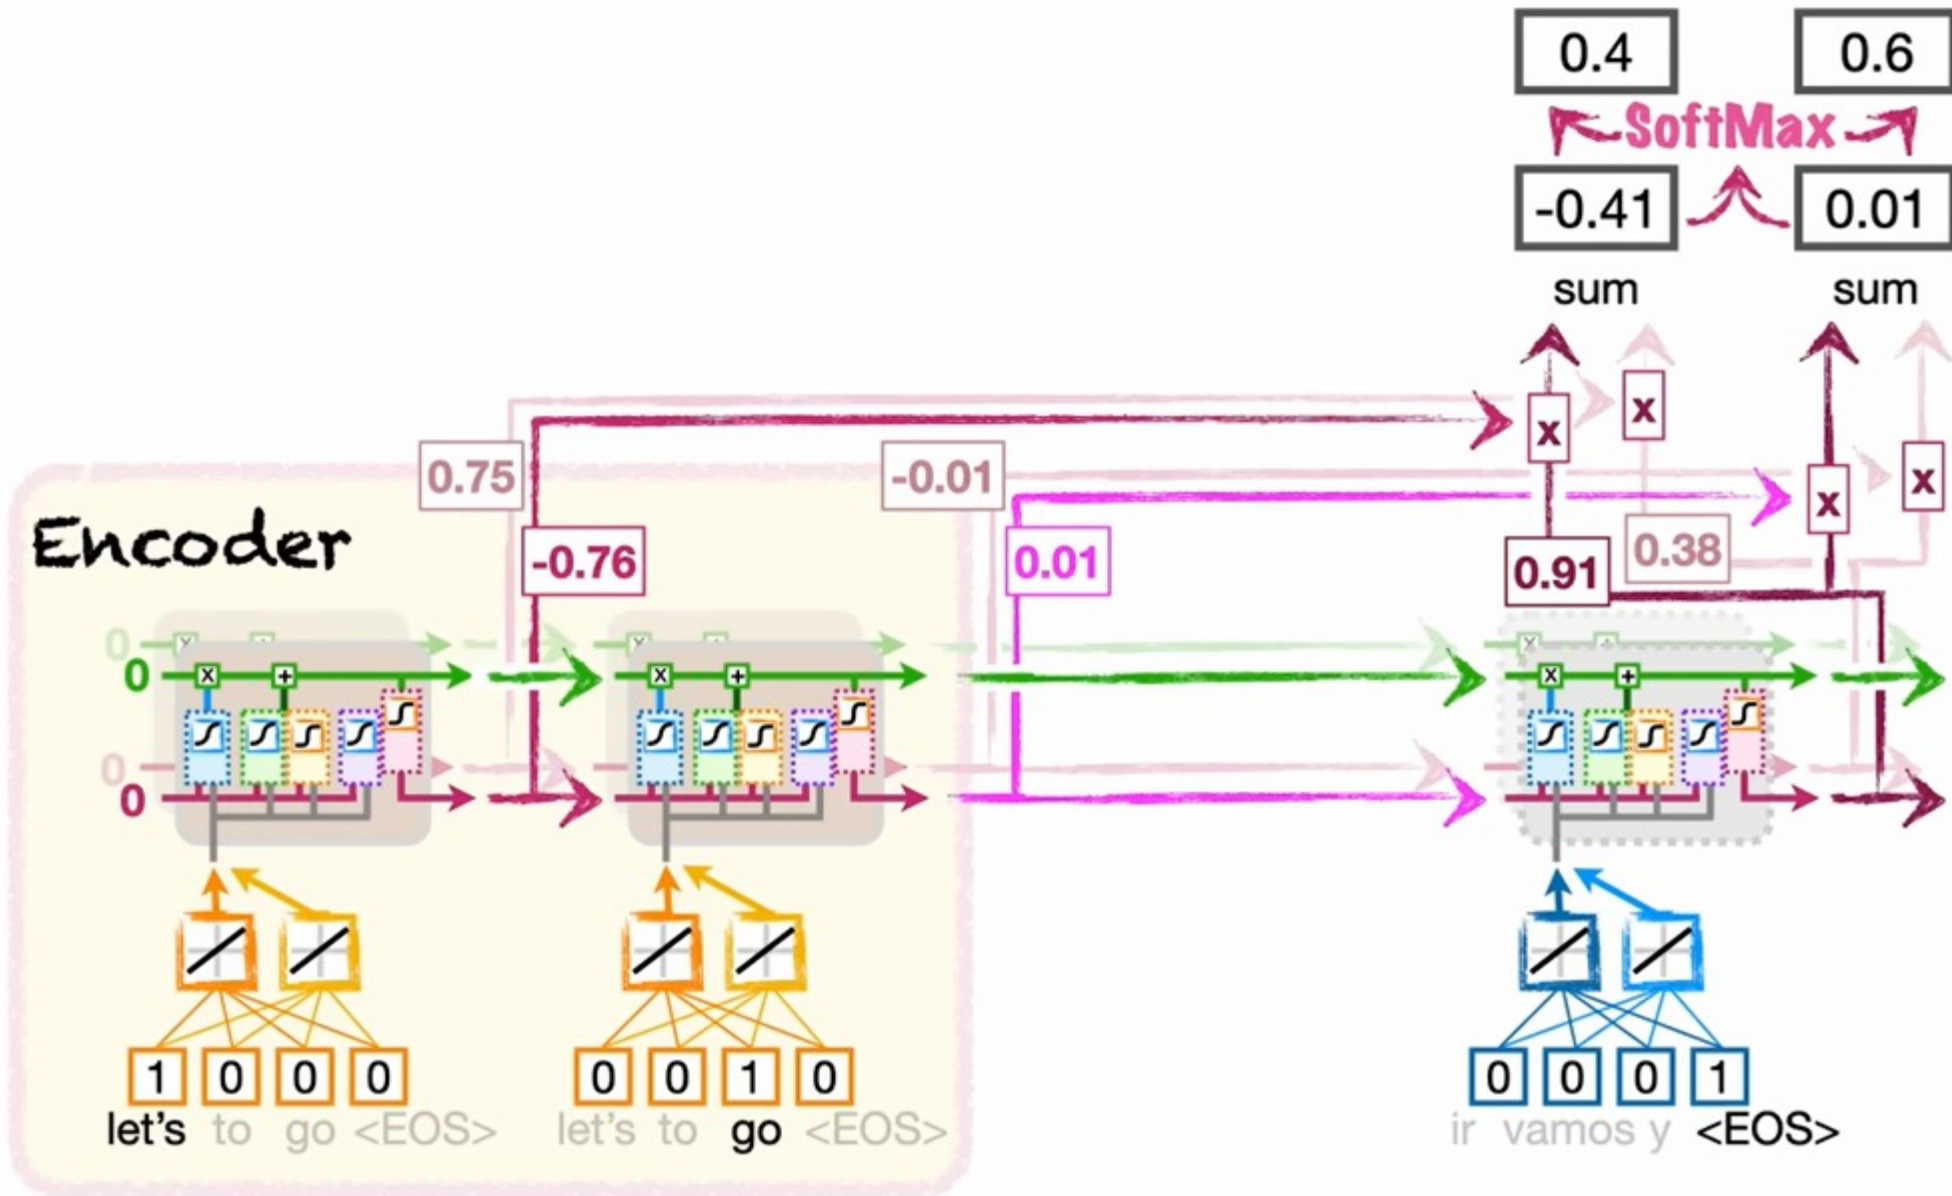 0.4 0.6
SoftMax
-0.41 0.01
sum sum
x
x
0.75 -0.01 x
x
Encoder -0.76 0.01 0.91 0.38
0
0 x + x + x +
0
0
1 0 0 0 0 0 1 0 0 0 0 1
let's to go <EOS> let's to go <EOS> ir vamos y <EOS>